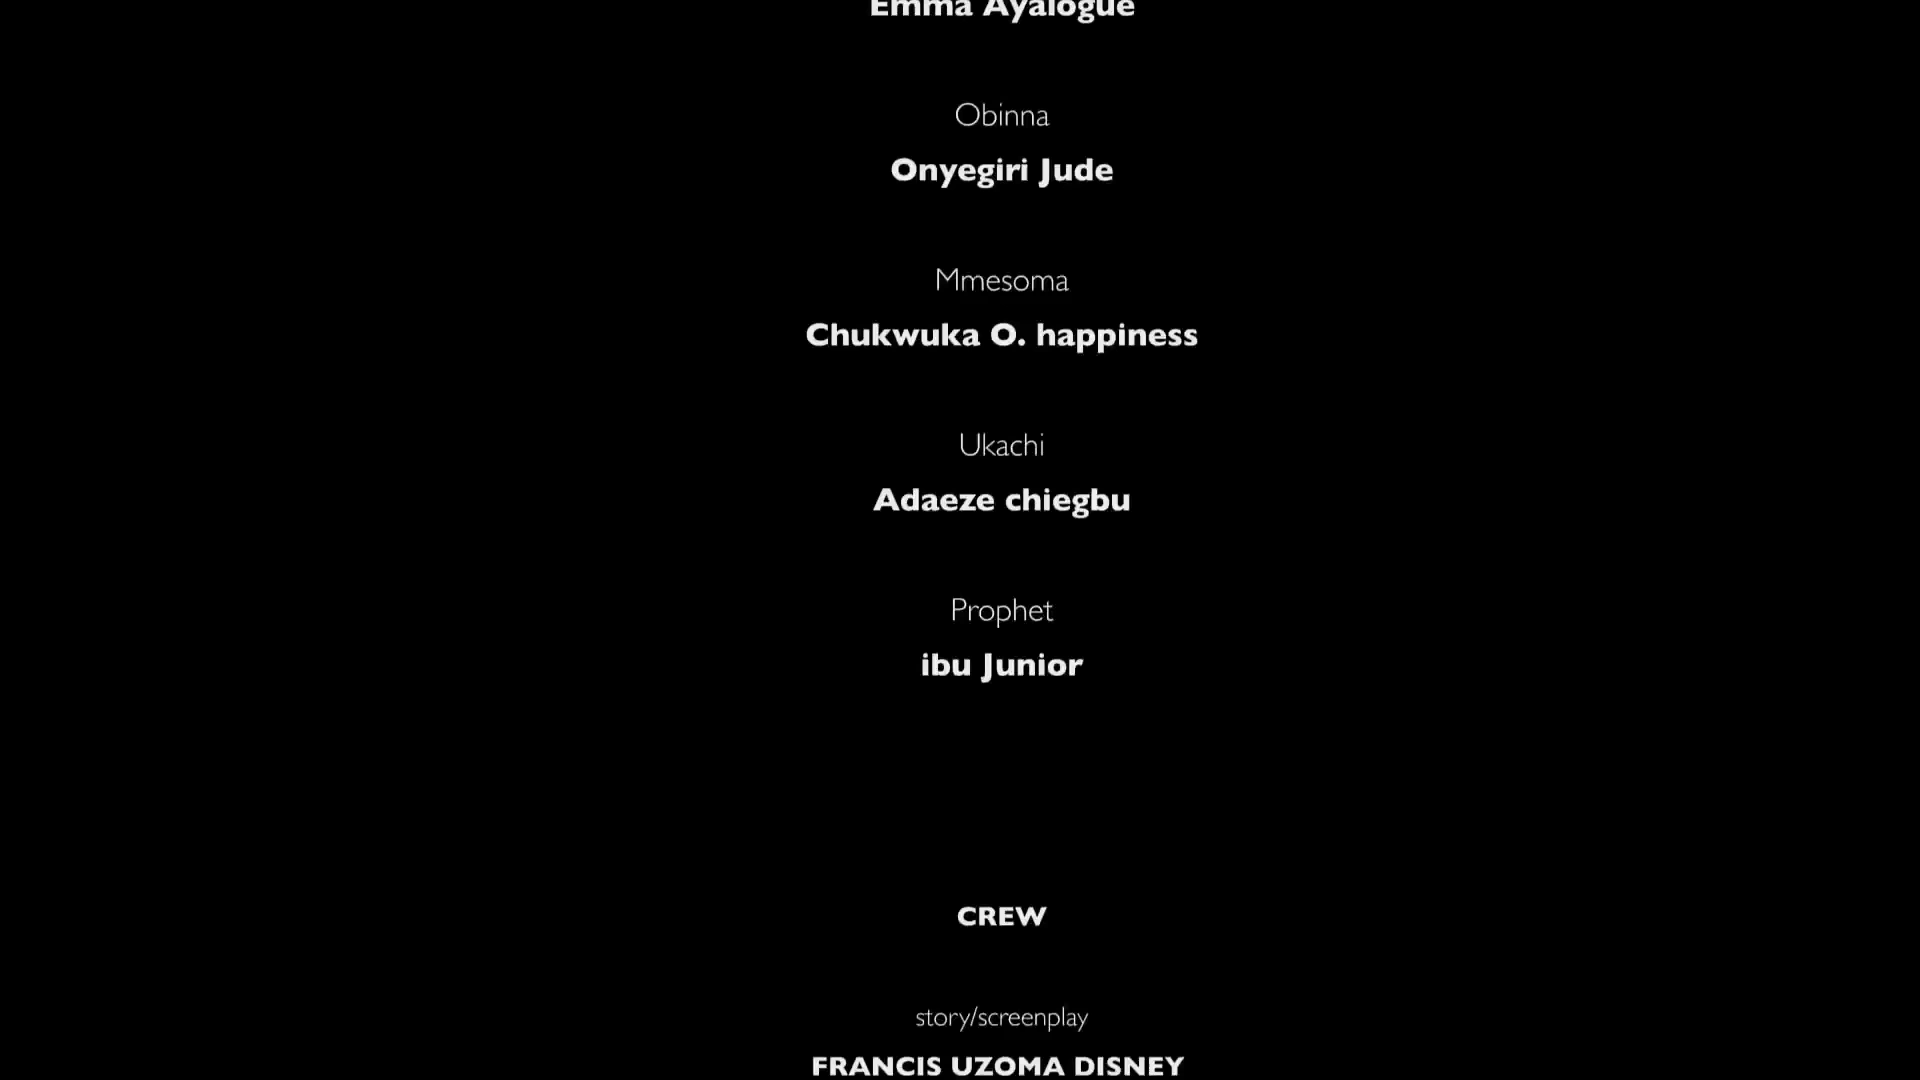 Emma Ayalogue
Obinna
Onyegiri Jude
Mmesoma
Chukwuka O. happiness
Ukachi
Adaeze chiegbu
Prophet
ibu Junior
CREW
story/screenplay
FRANCIS UZOMA DISNEY